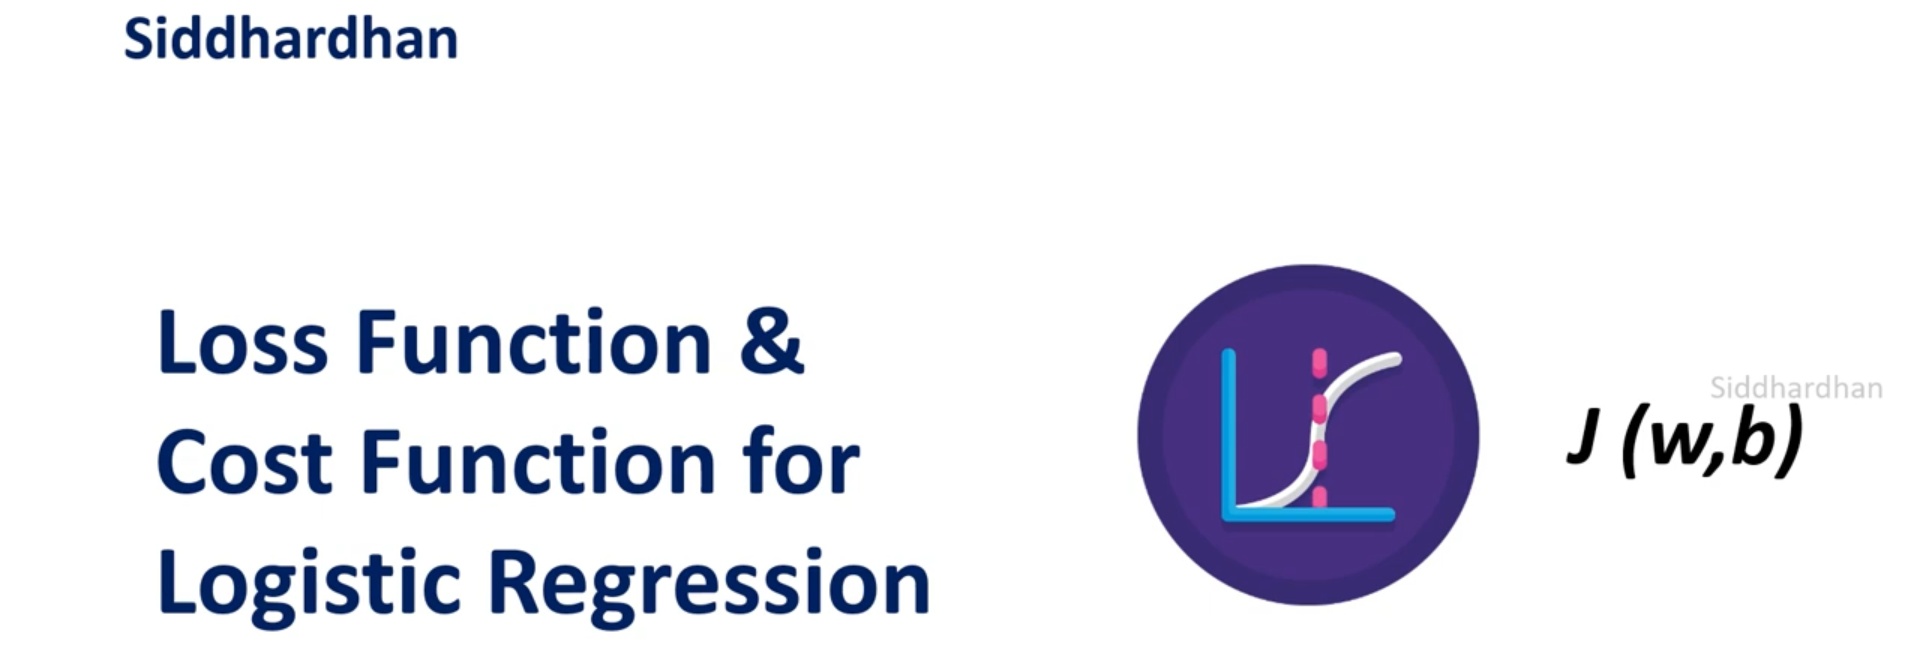 Siddhardhan
Loss Function &
Cost Function for
Logistic Regression
Siddhardhan
J (w,b)